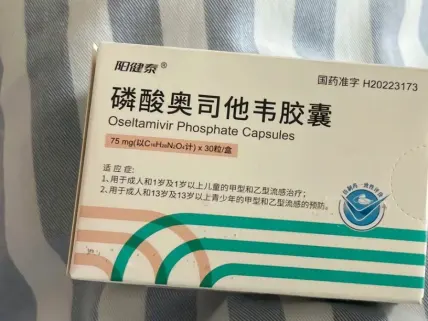 阳健泰®
国药准字 H20223173
磷酸奥司他韦胶囊
Oseltamivir Phosphate Capsules
75 mg(以C₁₆H₂₈N₂O₄计) x 30粒/盒
适应症:
1、用于成人和1岁及1岁以上儿童的甲型和乙型流感治疗;
2、用于成人和13岁及13岁以上青少年的甲型和乙型流感的预防。